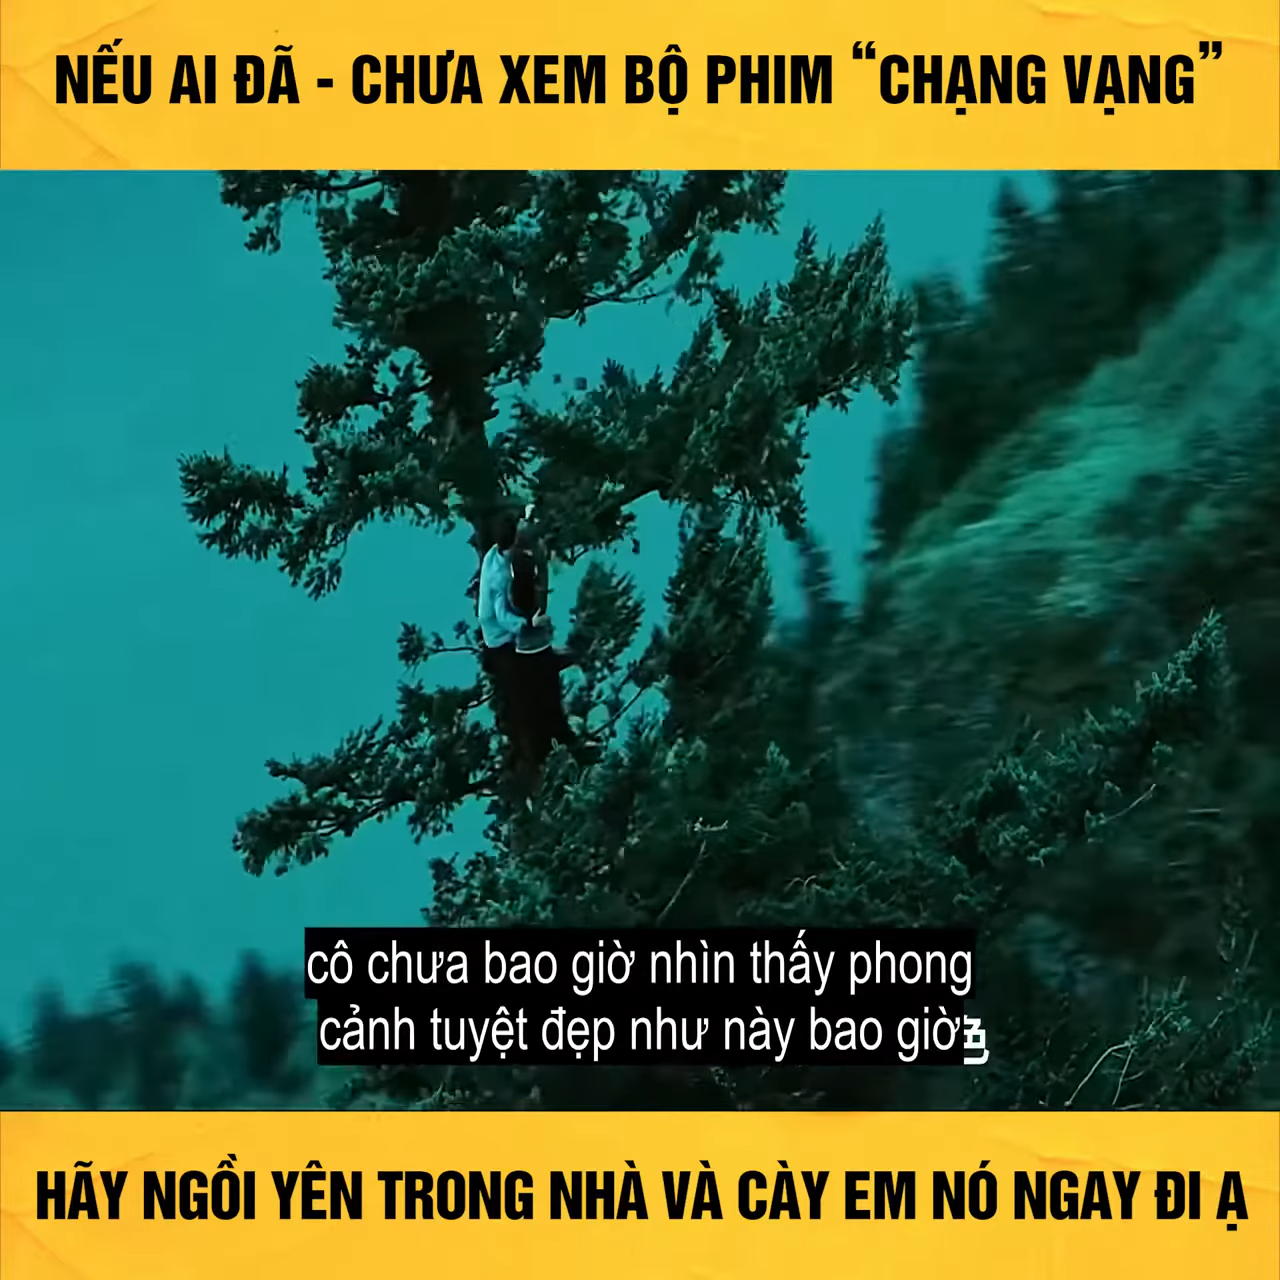 NẾU AI ĐÃ - CHƯA XEM BỘ PHIM “CHẠNG VẠNG”
cô chưa bao giờ nhìn thấy phong
cảnh tuyệt đẹp như này bao giờ
HÃY NGỒI YÊN TRONG NHÀ VÀ CÀY EM NÓ NGAY ĐI Ạ